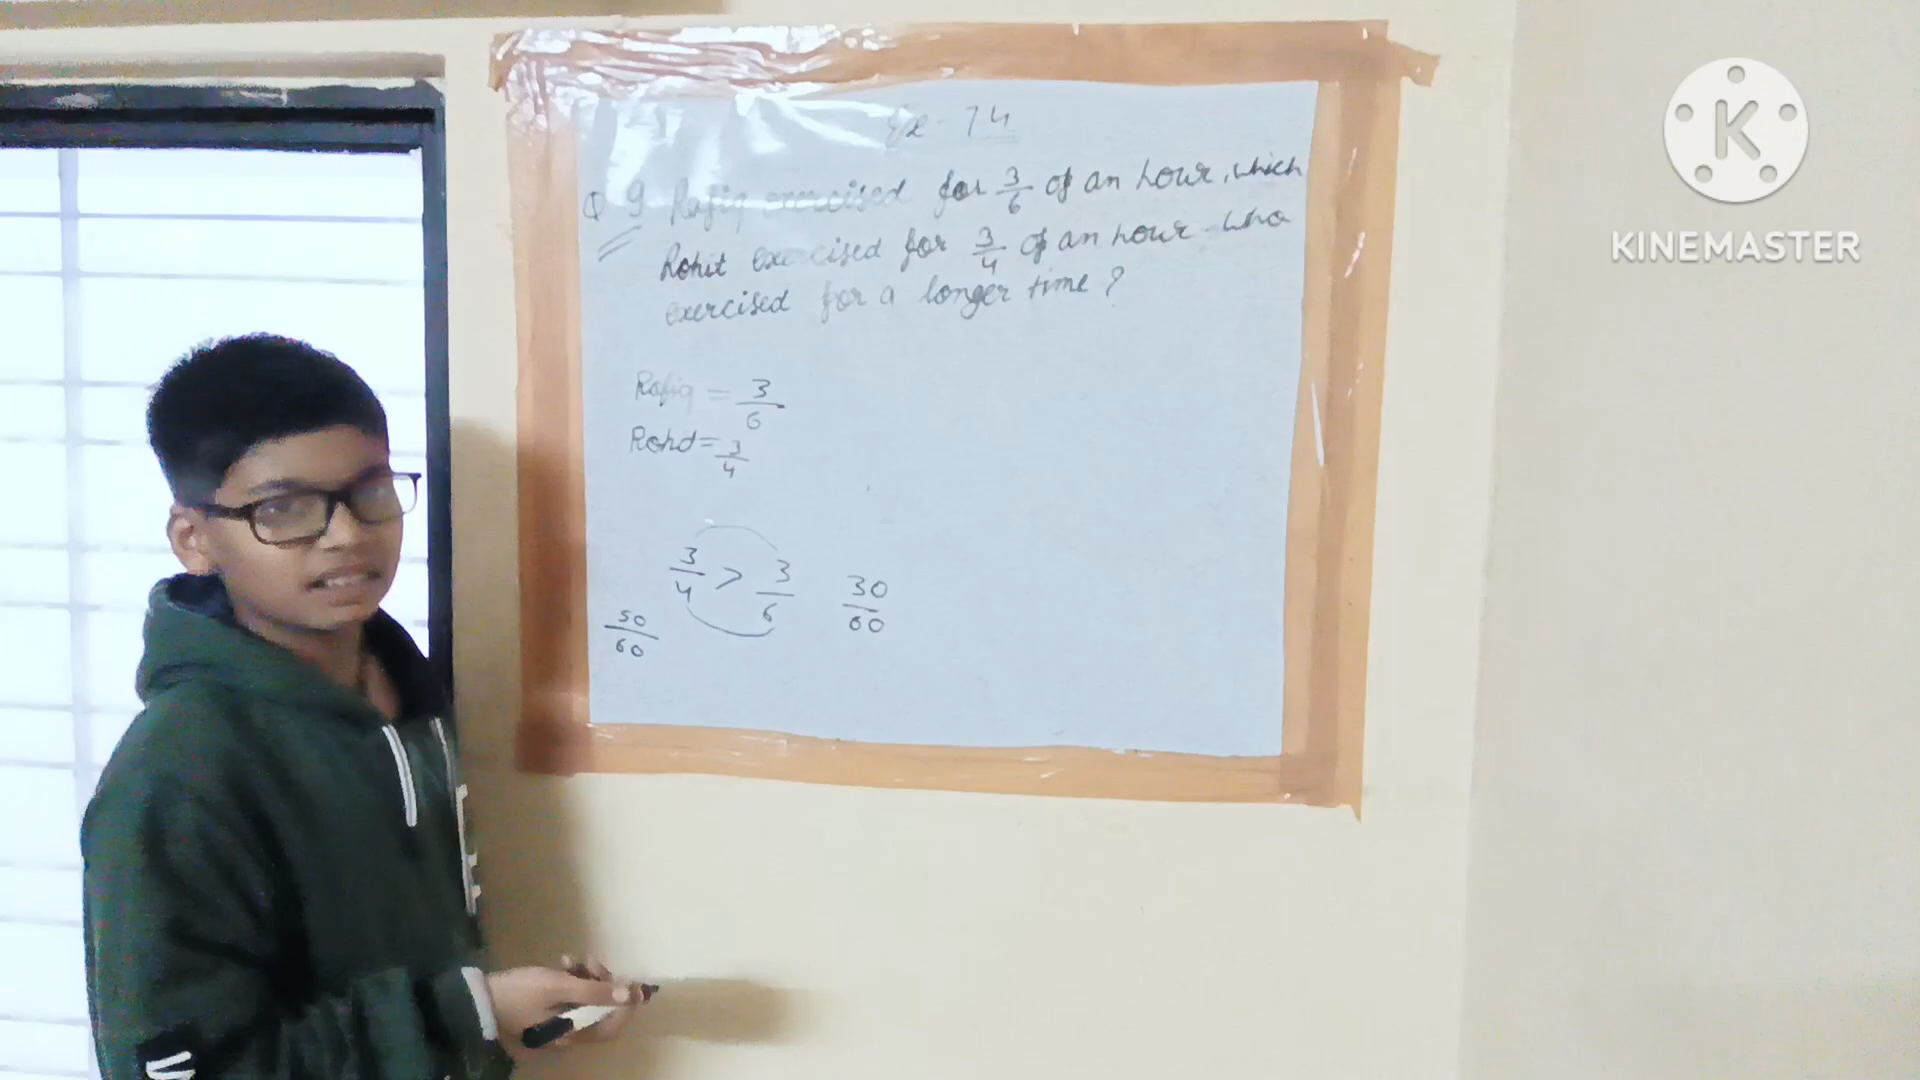 Ex - 7.4
Q 9 Rafiq exercised for 3/6 of an hour, which
Rohit exercised for 3/4 of an hour who
exercised for a longer time ?
Rafiq = 3/6
Rohit = 3/4
3/4 > 3/6
30/60
50/60
K
KINEMASTER